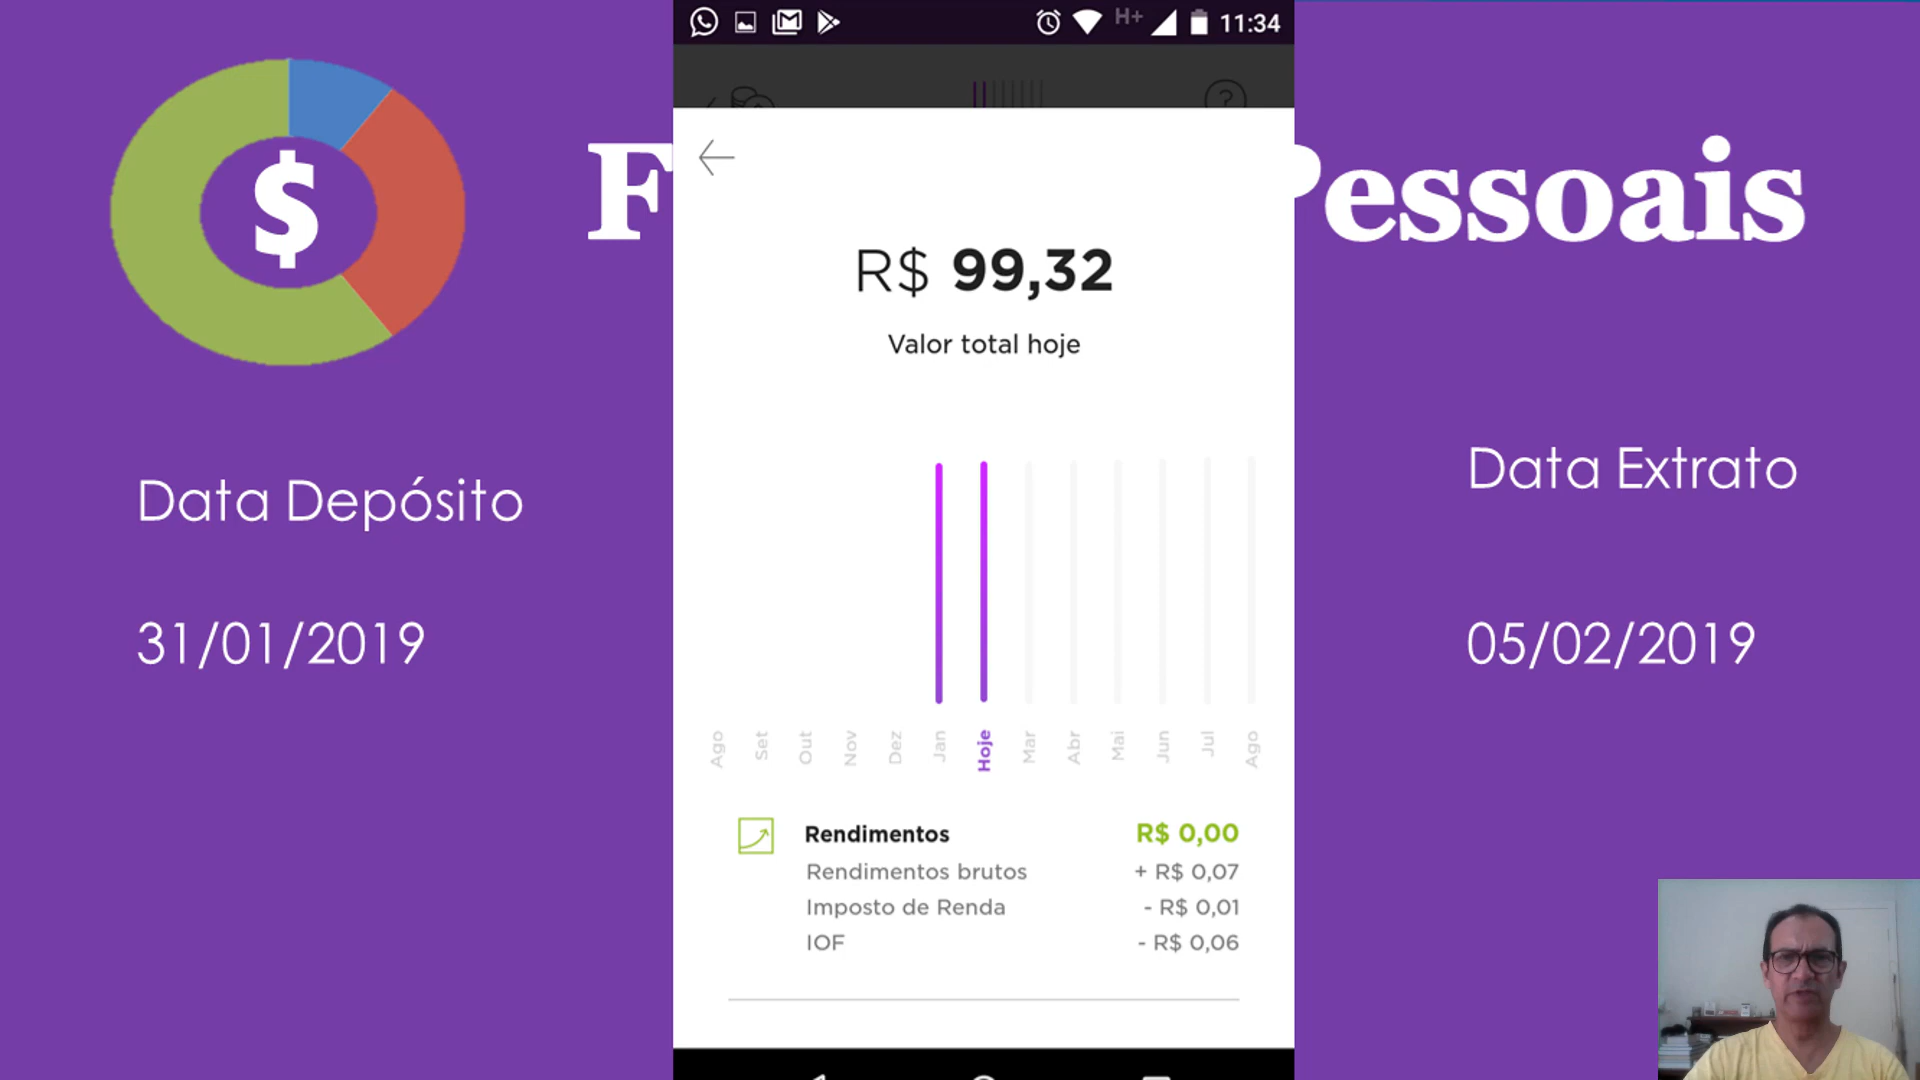 H+ 11:34
?
$
F Pessoais
R$ 99,32
Valor total hoje
Data Depósito
Data Extrato
31/01/2019
05/02/2019
Ago Set Out Nov Dez Jan Hoje Mar Abr Mai Jun Jul Ago
Rendimentos R$ 0,00
Rendimentos brutos + R$ 0,07
Imposto de Renda - R$ 0,01
IOF - R$ 0,06